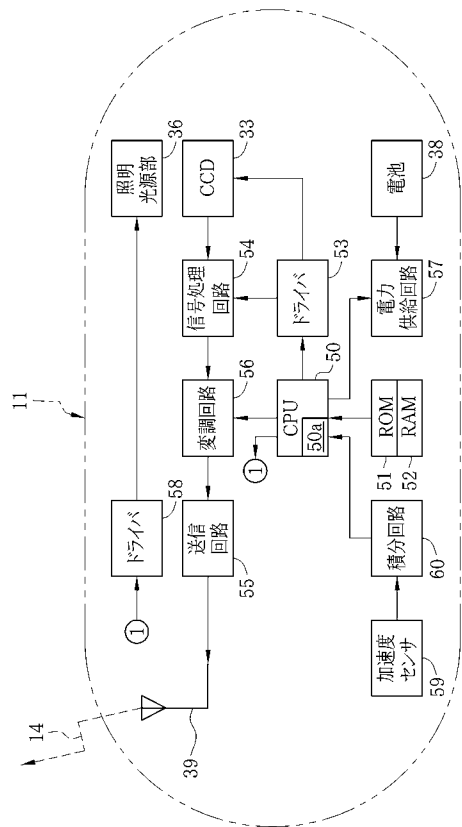 11
14
58
ドライバ
照明
光源部
36
①
39
送信
回路
55
変調回路
56
信号処理
回路
54
CCD
33
①
CPU
50a
50
ドライバ
53
加速度
センサ
59
積分回路
60
51
ROM
52
RAM
電力
供給回路
57
電池
38